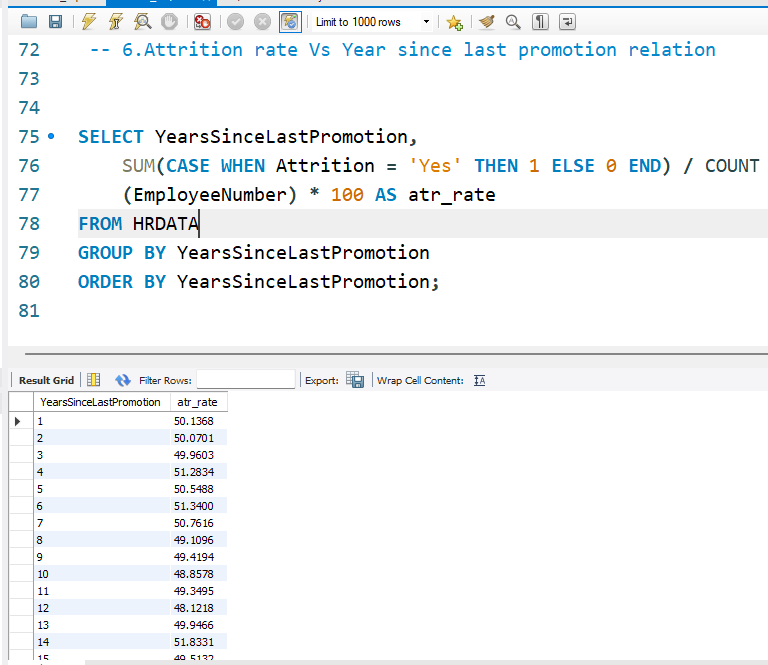 Limit to 1000 rows
72 -- 6.Attrition rate Vs Year since last promotion relation
73
74
75 SELECT YearsSinceLastPromotion,
76 SUM(CASE WHEN Attrition = 'Yes' THEN 1 ELSE 0 END) / COUNT
77 (EmployeeNumber) * 100 AS atr_rate
78 FROM HRDATA
79 GROUP BY YearsSinceLastPromotion
80 ORDER BY YearsSinceLastPromotion;
81
Result Grid Filter Rows: Export: Wrap Cell Content: IA
YearsSinceLastPromotion atr_rate
1 50.1368
2 50.0701
3 49.9603
4 51.2834
5 50.5488
6 51.3400
7 50.7616
8 49.1096
9 49.4194
10 48.8578
11 49.3495
12 48.1218
13 49.9466
14 51.8331
15 49.5132